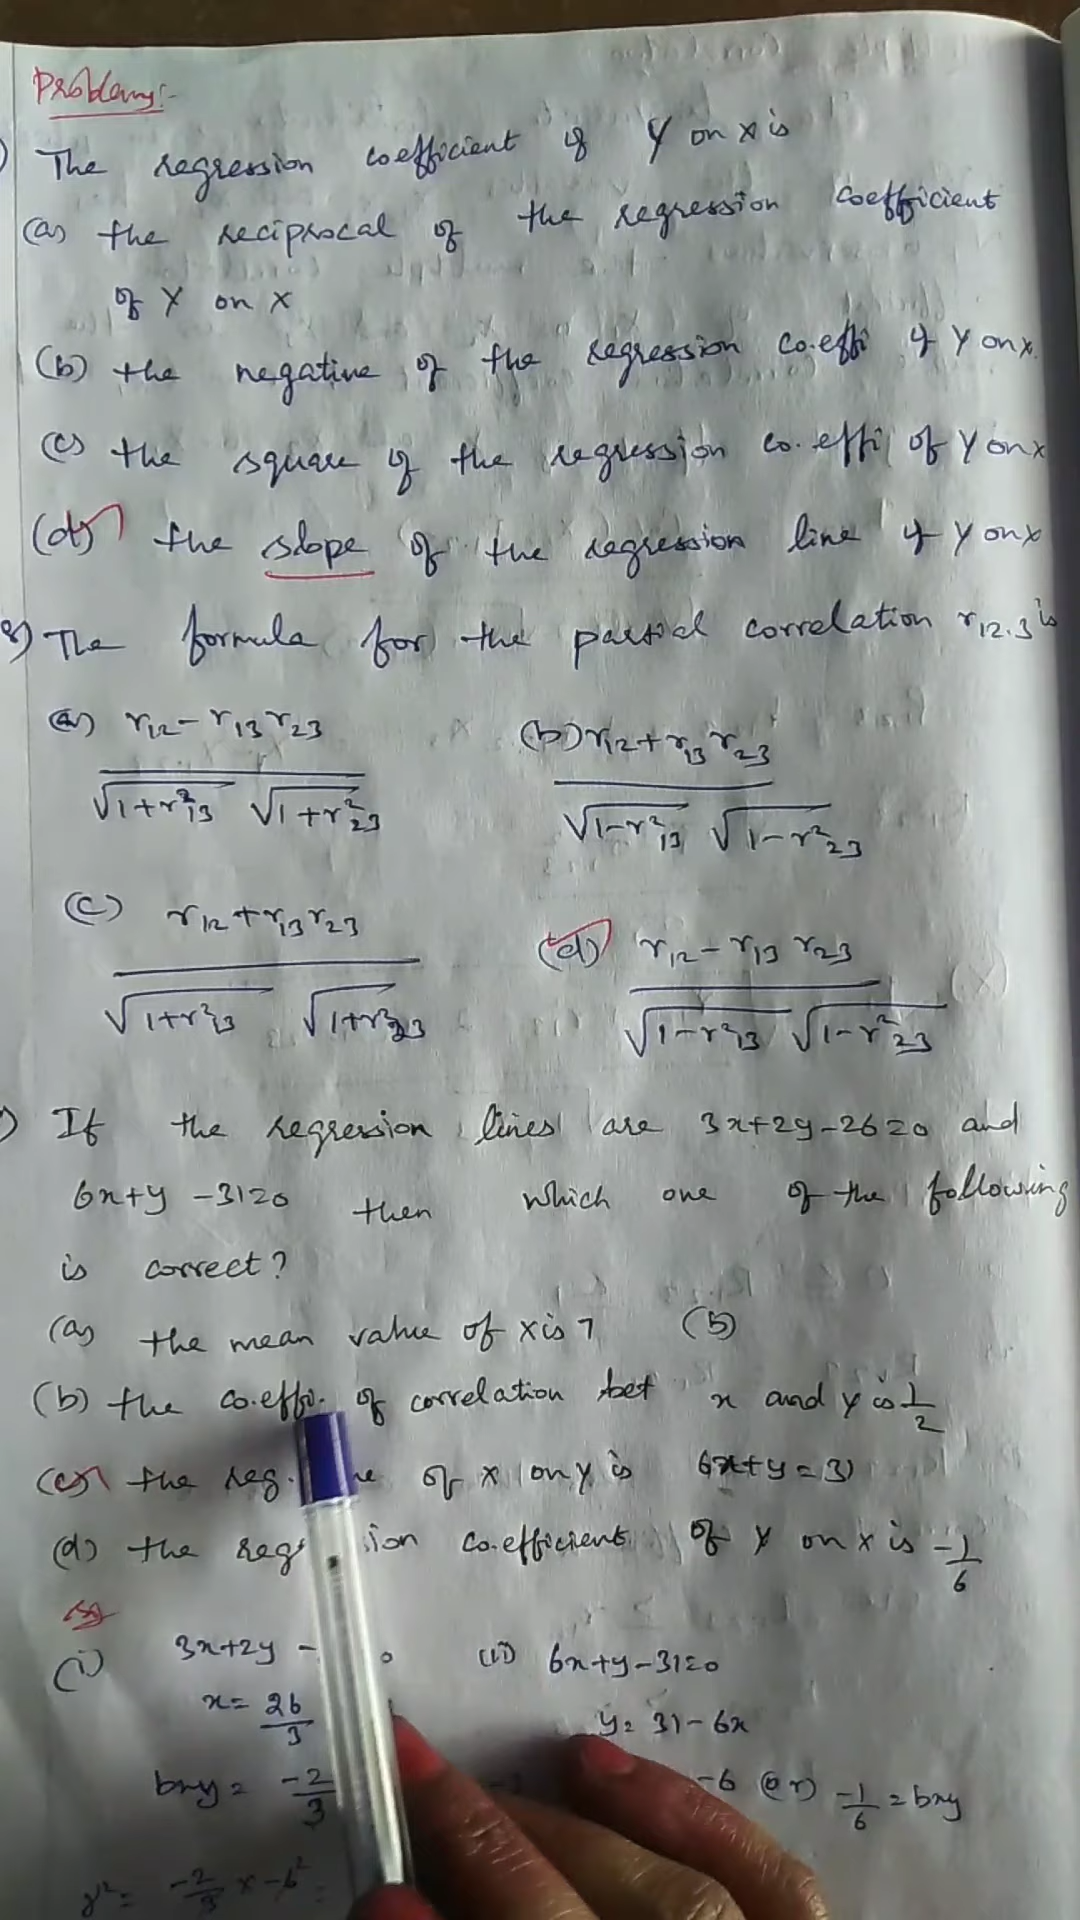 Problems:-
The regression coefficient of Y on X is
(a) the reciprocal of the regression coefficient
of Y on X
(b) the negative of the regression co.effi of Y on X.
(c) the square of the regression co.effi of Y on X
(d) the slope of the regression line of Y on X
8) The formula for the partial correlation r12.3 is
(a) r12 - r13 r23 / √1+r²13 √1+r²23
(b) r12 + r13 r23 / √1-r²13 √1-r²23
(c) r12 + r13 r23 / √1+r²13 √1+r²23
(d) r12 - r13 r23 / √1-r²13 √1-r²23
If the regression lines are 3x+2y-26=0 and
6x+y-31=0 then which one of the following
is correct?
(a) the mean value of x is 7 (5)
(b) the co.effi. of correlation bet x and y is 1/2
(c) the reg. of X on Y is 6x+y=31
(d) the co.efficient of Y on X is -1/6
(i) 3x+2y - (ii) 6x+y-31=0
x = 26/3 y = 31-6x
bxy = -2/3 -6 (or) -1/6 = bxy
r² = -2/3 x -6